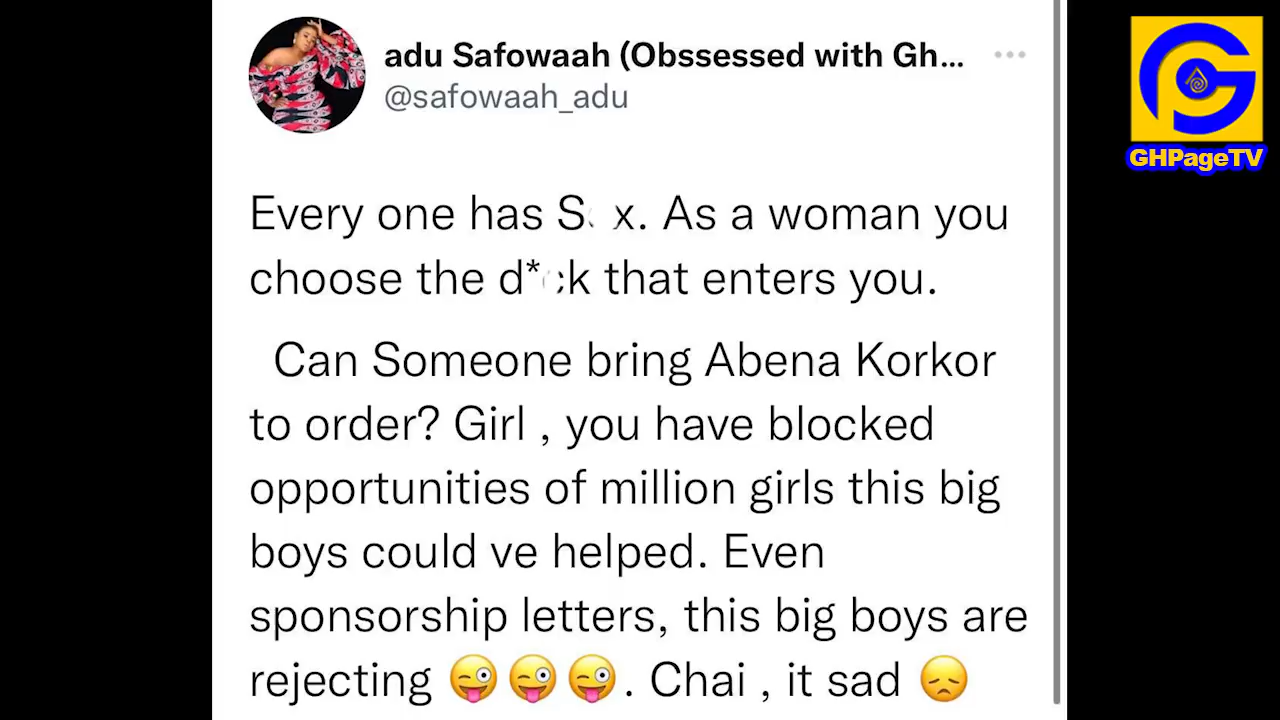 adu Safowaah (Obssessed with Gh...
@safowaah_adu
GHPageTV
Every one has S x. As a woman you
choose the d* ck that enters you.
Can Someone bring Abena Korkor
to order? Girl , you have blocked
opportunities of million girls this big
boys could ve helped. Even
sponsorship letters, this big boys are
rejecting 😜😜😜. Chai , it sad 😞